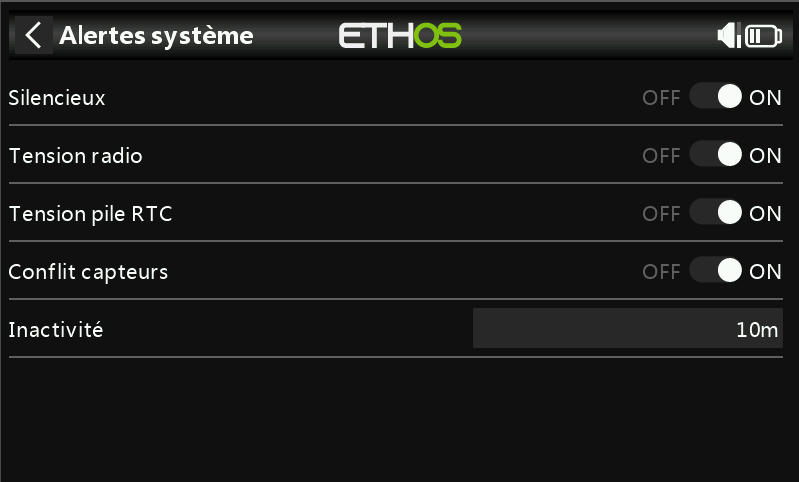 Alertes système ETHOS
Silencieux OFF ON
Tension radio OFF ON
Tension pile RTC OFF ON
Conflit capteurs OFF ON
Inactivité 10m